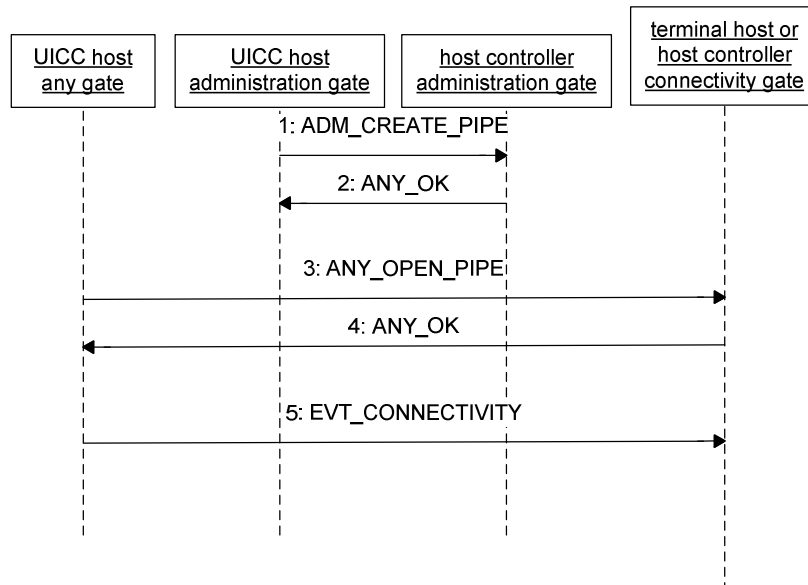 UICC host
any gate
UICC host
administration gate
host controller
administration gate
terminal host or
host controller
connectivity gate
1: ADM_CREATE_PIPE
2: ANY_OK
3: ANY_OPEN_PIPE
4: ANY_OK
5: EVT_CONNECTIVITY